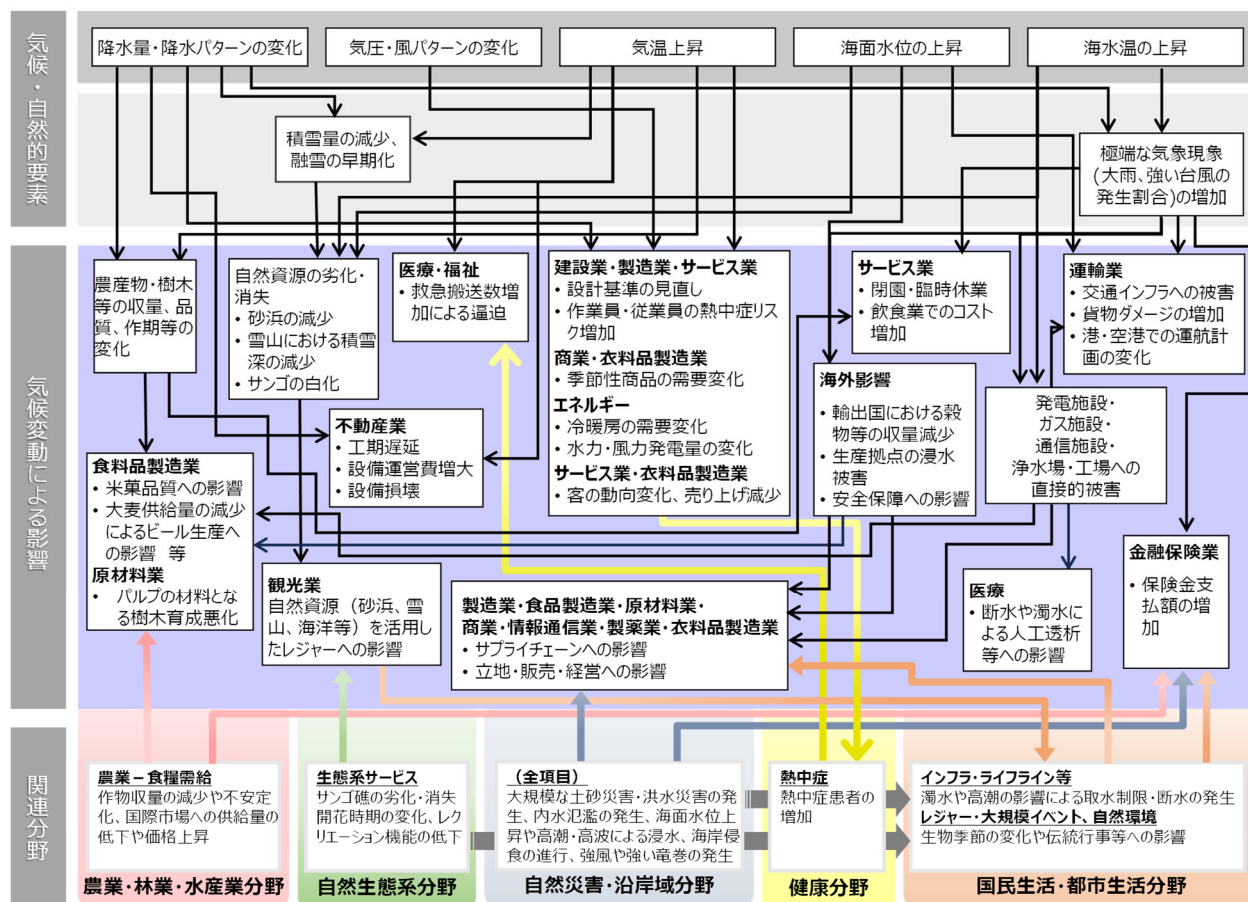 気候・自然的要素
降水量・降水パターンの変化
気圧・風パターンの変化
気温上昇
海面水位の上昇
海水温の上昇
積雪量の減少、
融雪の早期化
極端な気象現象
(大雨、強い台風の
発生割合)の増加
気候変動による影響
農産物・樹木
等の収量、品
質、作期等の
変化
自然資源の劣化・
消失
• 砂浜の減少
• 雪山における積雪
深の減少
• サンゴの白化
医療・福祉
• 救急搬送数増
加による逼迫
建設業・製造業・サービス業
• 設計基準の見直し
• 作業員・従業員の熱中症リス
ク増加
商業・衣料品製造業
• 季節性商品の需要変化
エネルギー
• 冷暖房の需要変化
• 水力・風力発電量の変化
サービス業・衣料品製造業
• 客の動向変化、売り上げ減少
サービス業
• 閉園・臨時休業
• 飲食業でのコスト
増加
運輸業
• 交通インフラへの被害
• 貨物ダメージの増加
• 港・空港での運航計
画の変化
不動産業
• 工期遅延
• 設備運営費増大
• 設備損壊
海外影響
• 輸出国における穀
物等の収量減少
• 生産拠点の浸水
被害
• 安全保障への影響
発電施設・
ガス施設・
通信施設・
浄水場・工場への
直接的被害
食料品製造業
• 米菓品質への影響
• 大麦供給量の減少
によるビール生産へ
の影響 等
原材料業
• パルプの材料とな
る樹木育成悪化
観光業
自然資源（砂浜、雪
山、海洋等）を活用し
たレジャーへの影響
製造業・食品製造業・原材料業・
商業・情報通信業・製薬業・衣料品製造業
• サプライチェーンへの影響
• 立地・販売・経営への影響
医療
• 断水や濁水に
よる人工透析
等への影響
金融保険業
• 保険金支
払額の増
加
関連分野
農業－食糧需給
作物収量の減少や不安定
化、国際市場への供給量の
低下や価格上昇
農業・林業・水産業分野
生態系サービス
サンゴ礁の劣化・消失
開花時期の変化、レク
リエーション機能の低下
自然生態系分野
（全項目）
大規模な土砂災害・洪水災害の発
生、内水氾濫の発生、海面水位上
昇や高潮・高波による浸水、海岸侵
食の進行、強風や強い竜巻の発生
自然災害・沿岸域分野
熱中症
熱中症患者の
増加
健康分野
インフラ・ライフライン等
濁水や高潮の影響による取水制限・断水の発生
レジャー・大規模イベント、自然環境
生物季節の変化や伝統行事等への影響
国民生活・都市生活分野